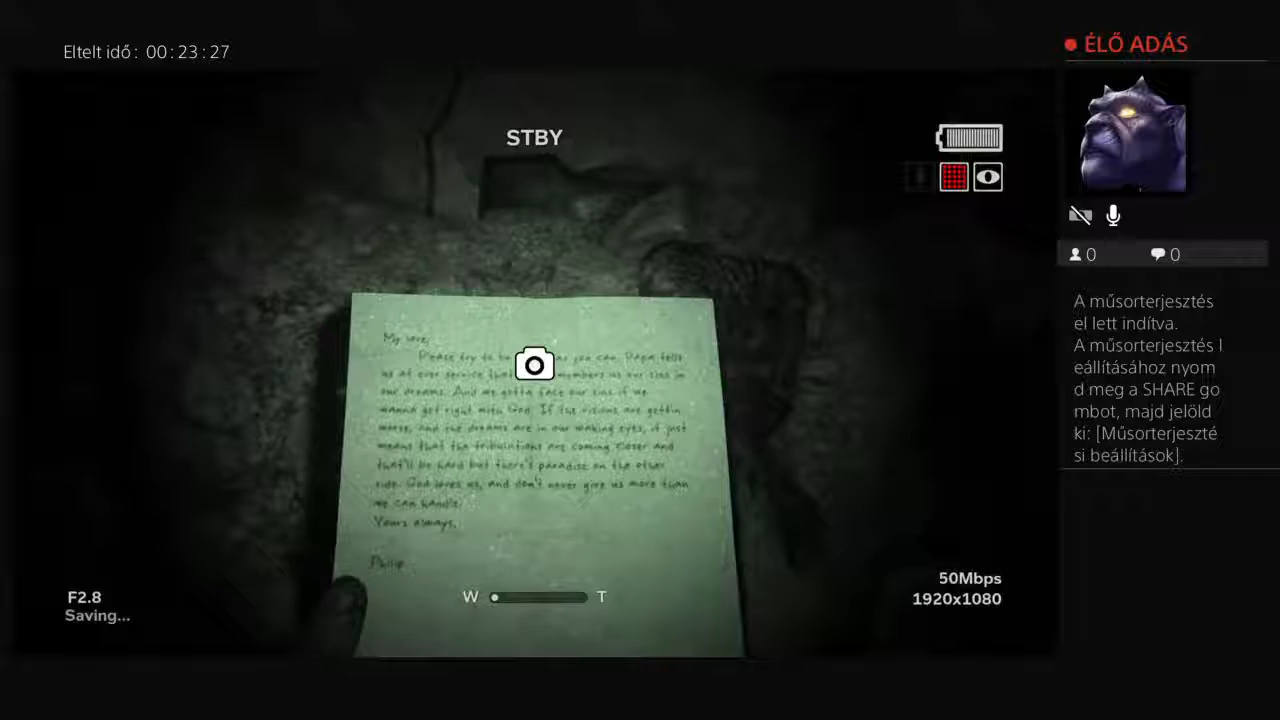 Eltelt idő: 00:23:27
ÉLŐ ADÁS
STBY
0
0
A műsorterjesztés
el lett indítva.
A műsorterjesztés l
eállításához nyom
d meg a SHARE go
mbot, majd jelöld
ki: [Műsorterjeszté
si beállítások].
My love,
Please try to be as you can. Papa tells
us at ever service that members us our sins in
our dreams. And we gotta face our sins if we
wanna get right with God. If the visions are gettin
worse, and the dreams are in our waking eyes, it just
means that the tribulations are coming closer and
that'll be hard but there's paradise on the other
side. God loves us, and don't never give us more than
we can handle.
Yours always,
Philip
W T
F2.8
Saving...
50Mbps
1920x1080